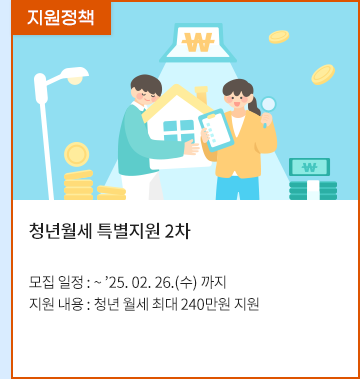 지원정책
₩
₩
청년월세 특별지원 2차
모집 일정 : ~ ’25. 02. 26.(수) 까지
지원 내용 : 청년 월세 최대 240만원 지원